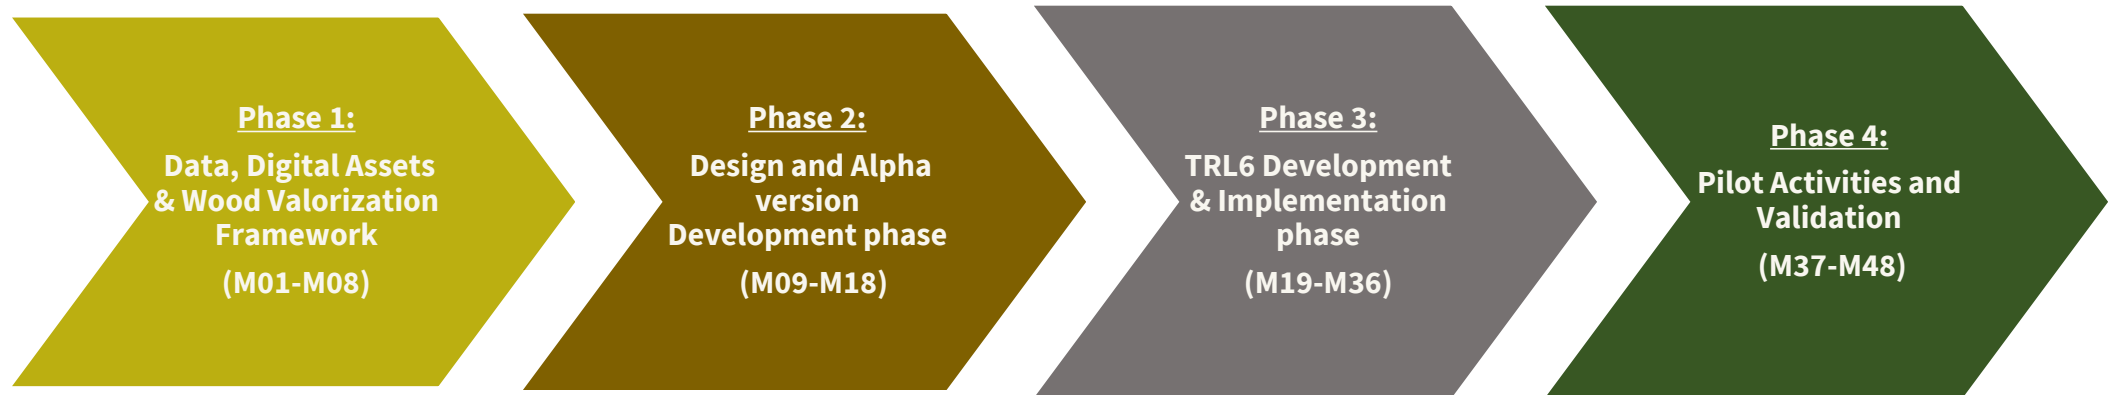 Phase 1:
Data, Digital Assets
& Wood Valorization
Framework
(M01-M08)
Phase 2:
Design and Alpha
version
Development phase
(M09-M18)
Phase 3:
TRL6 Development
& Implementation
phase
(M19-M36)
Phase 4:
Pilot Activities and
Validation
(M37-M48)